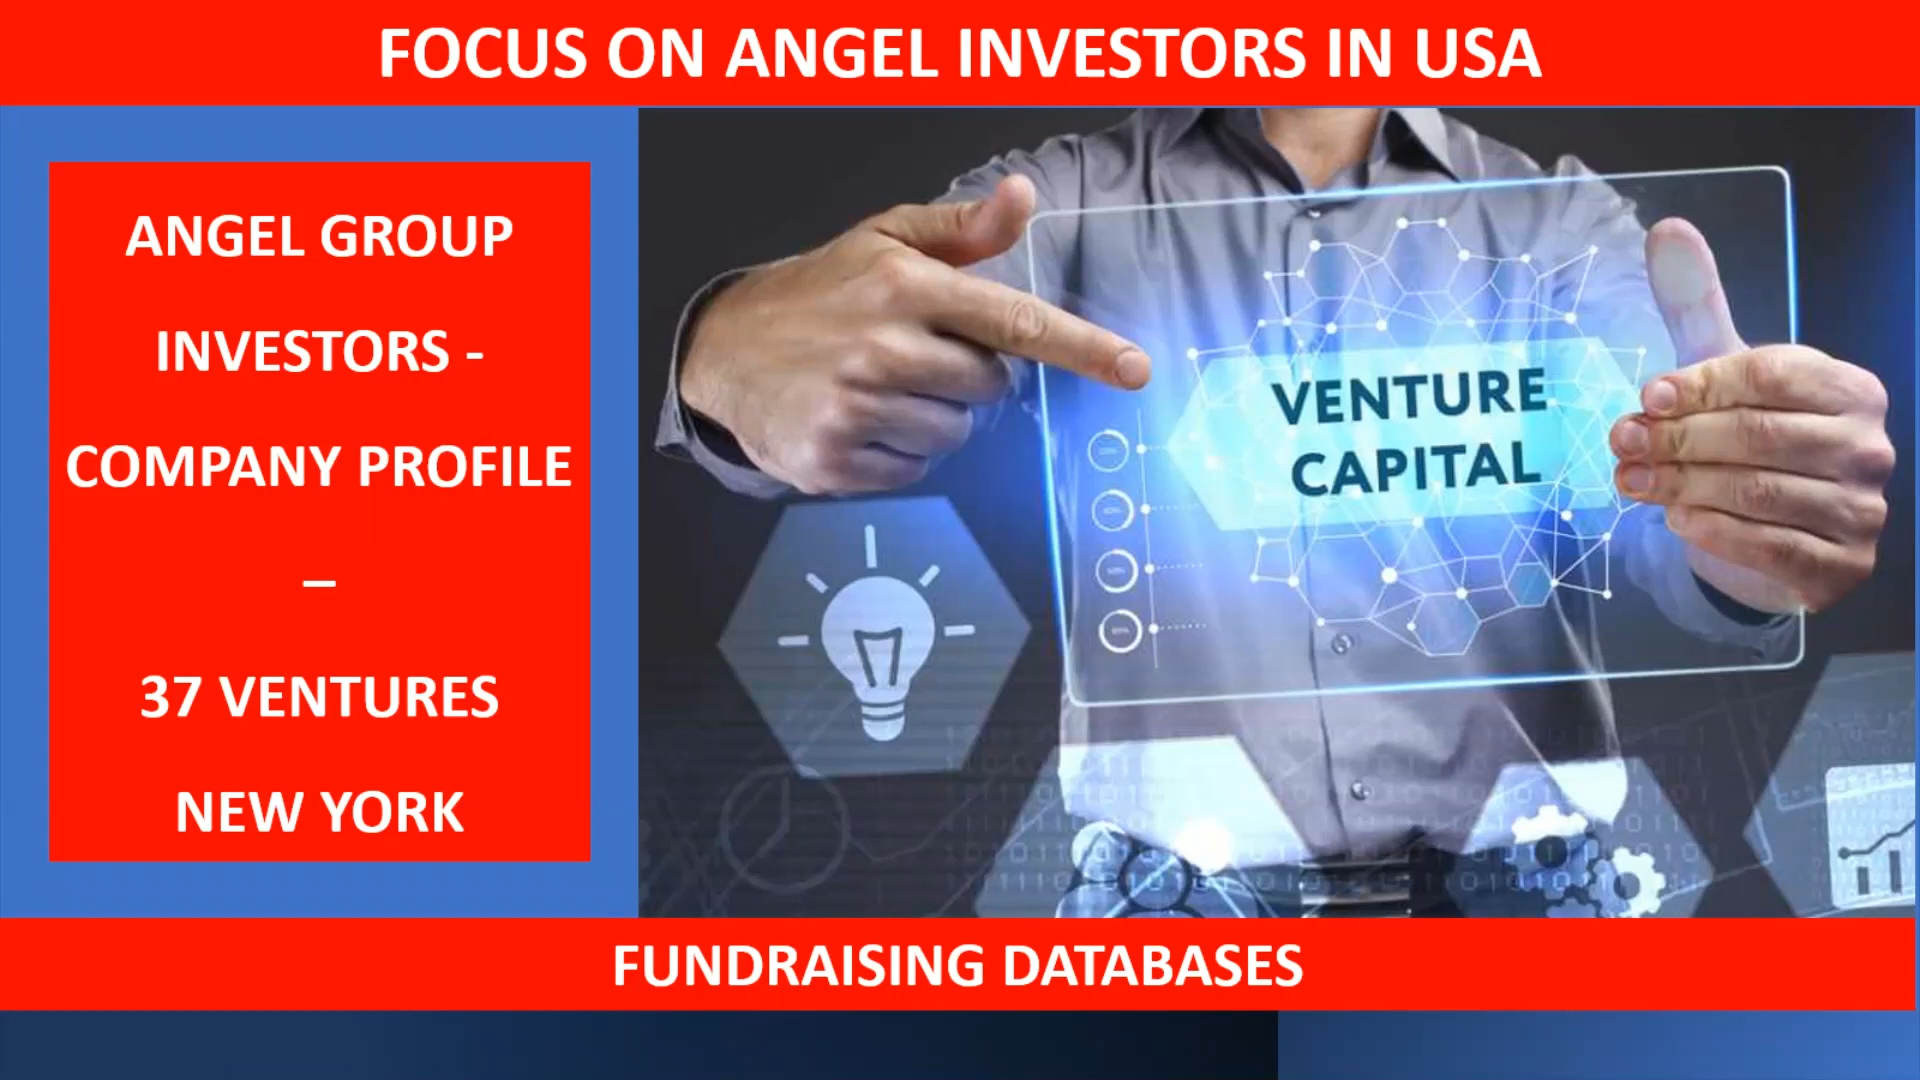 FOCUS ON ANGEL INVESTORS IN USA
ANGEL GROUP
INVESTORS -
COMPANY PROFILE
–
37 VENTURES
NEW YORK
VENTURE
CAPITAL
FUNDRAISING DATABASES